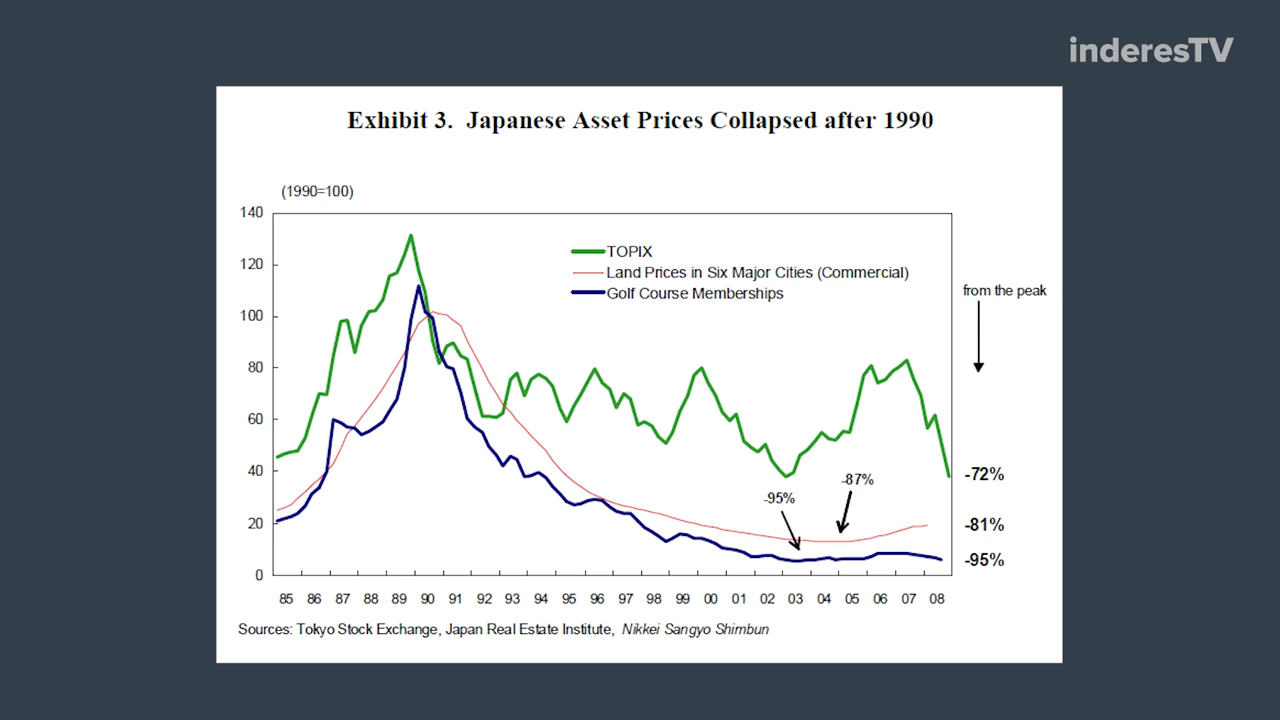 inderesTV
Exhibit 3. Japanese Asset Prices Collapsed after 1990
(1990=100)
140
120
100
80
60
40
20
0
TOPIX
Land Prices in Six Major Cities (Commercial)
Golf Course Memberships
from the peak
-87%
-95%
-72%
-81%
-95%
85 86 87 88 89 90 91 92 93 94 95 96 97 98 99 00 01 02 03 04 05 06 07 08
Sources: Tokyo Stock Exchange, Japan Real Estate Institute, Nikkei Sangyo Shimbun